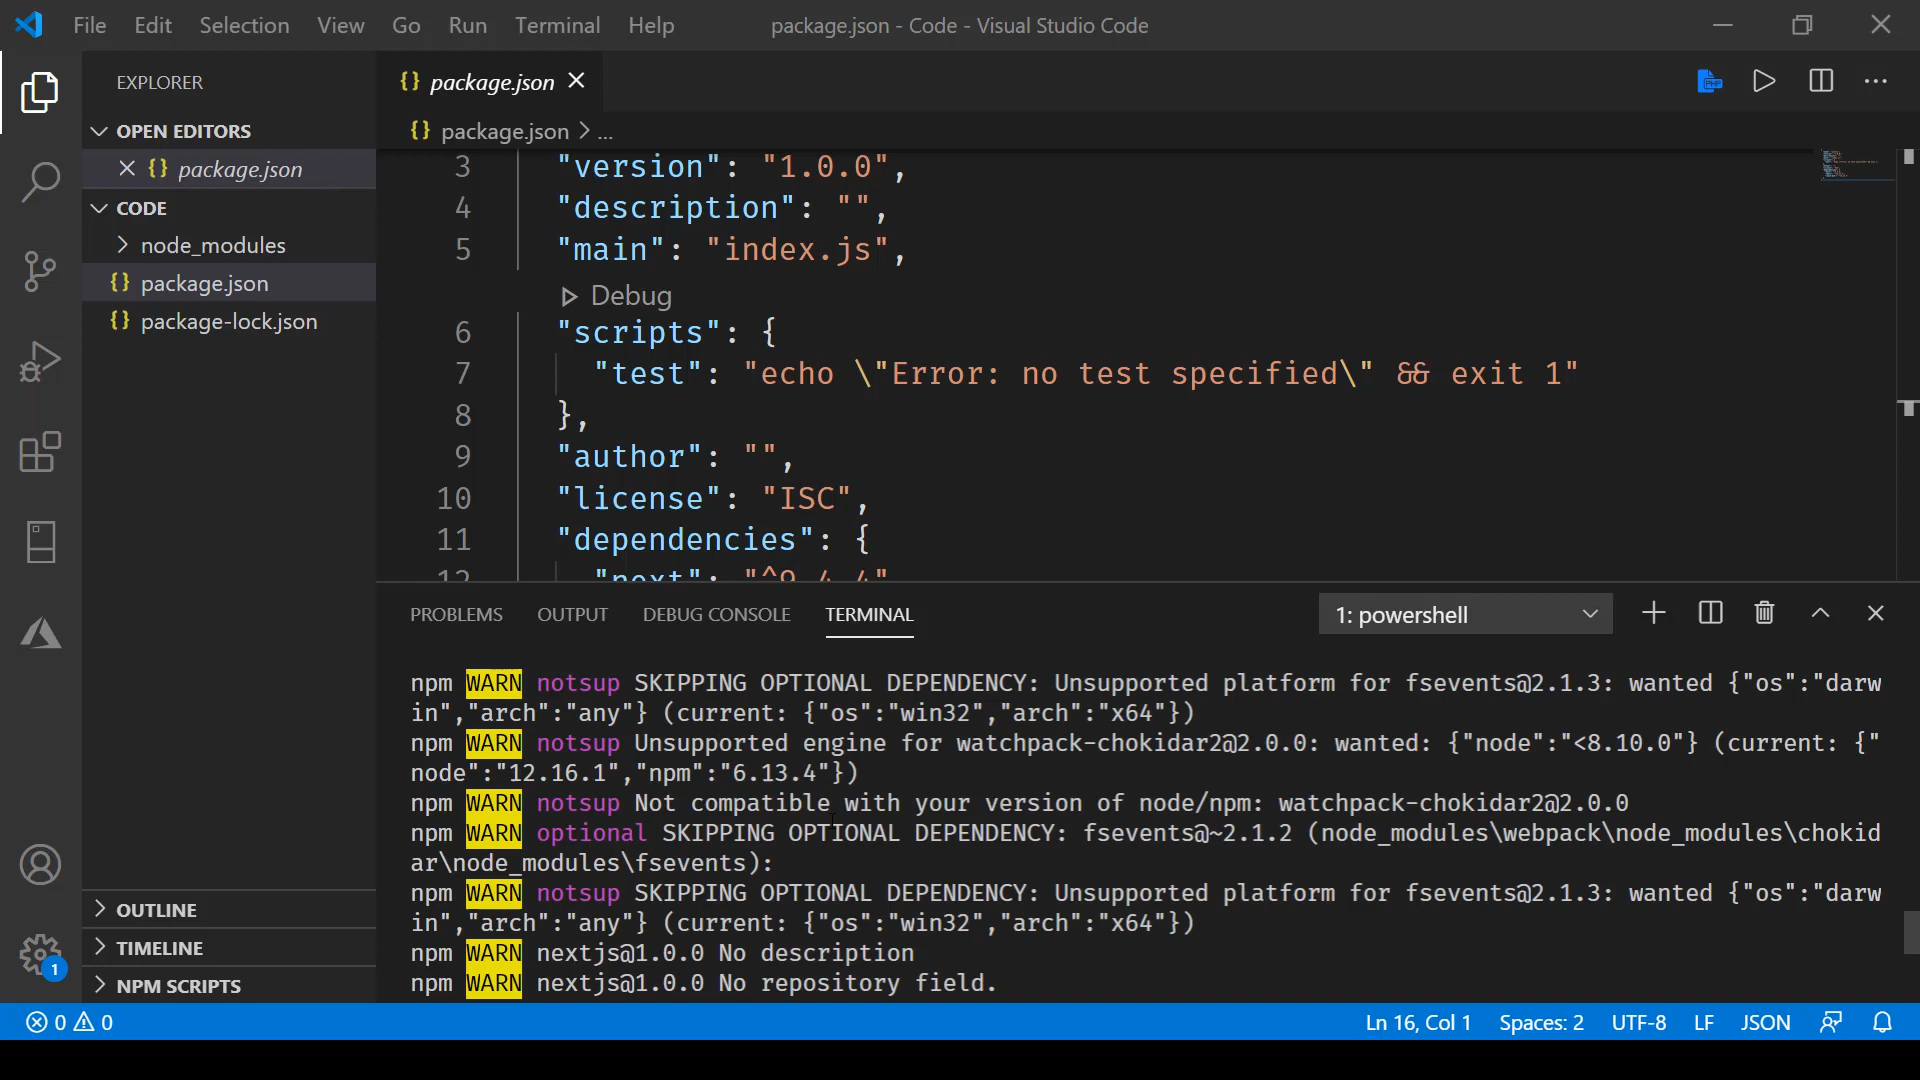 File Edit Selection View Go Run Terminal Help package.json - Code - Visual Studio Code
EXPLORER
OPEN EDITORS
package.json
CODE
node_modules
package.json
package-lock.json
OUTLINE
TIMELINE
NPM SCRIPTS
1
package.json
package.json > ...
3 "version": "1.0.0",
4 "description": "",
5 "main": "index.js",
Debug
6 "scripts": {
7 "test": "echo \"Error: no test specified\" && exit 1"
8 },
9 "author": "",
10 "license": "ISC",
11 "dependencies": {
12 "next": "^9.4.4"
PROBLEMS OUTPUT DEBUG CONSOLE TERMINAL 1: powershell
npm WARN notsup SKIPPING OPTIONAL DEPENDENCY: Unsupported platform for fsevents@2.1.3: wanted {"os":"darw
in","arch":"any"} (current: {"os":"win32","arch":"x64"})
npm WARN notsup Unsupported engine for watchpack-chokidar2@2.0.0: wanted: {"node":"<8.10.0"} (current: {"
node":"12.16.1","npm":"6.13.4"})
npm WARN notsup Not compatible with your version of node/npm: watchpack-chokidar2@2.0.0
npm WARN optional SKIPPING OPTIONAL DEPENDENCY: fsevents@~2.1.2 (node_modules\webpack\node_modules\chokid
ar\node_modules\fsevents):
npm WARN notsup SKIPPING OPTIONAL DEPENDENCY: Unsupported platform for fsevents@2.1.3: wanted {"os":"darw
in","arch":"any"} (current: {"os":"win32","arch":"x64"})
npm WARN nextjs@1.0.0 No description
npm WARN nextjs@1.0.0 No repository field.
0 0 Ln 16, Col 1 Spaces: 2 UTF-8 LF JSON